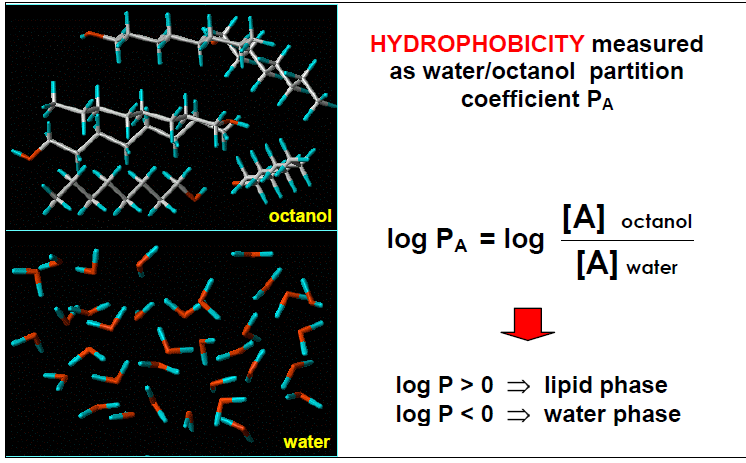 octanol
water
HYDROPHOBICITY measured
as water/octanol partition
coefficient PA
log PA = log [A] octanol
[A] water
log P > 0 ⇒ lipid phase
log P < 0 ⇒ water phase